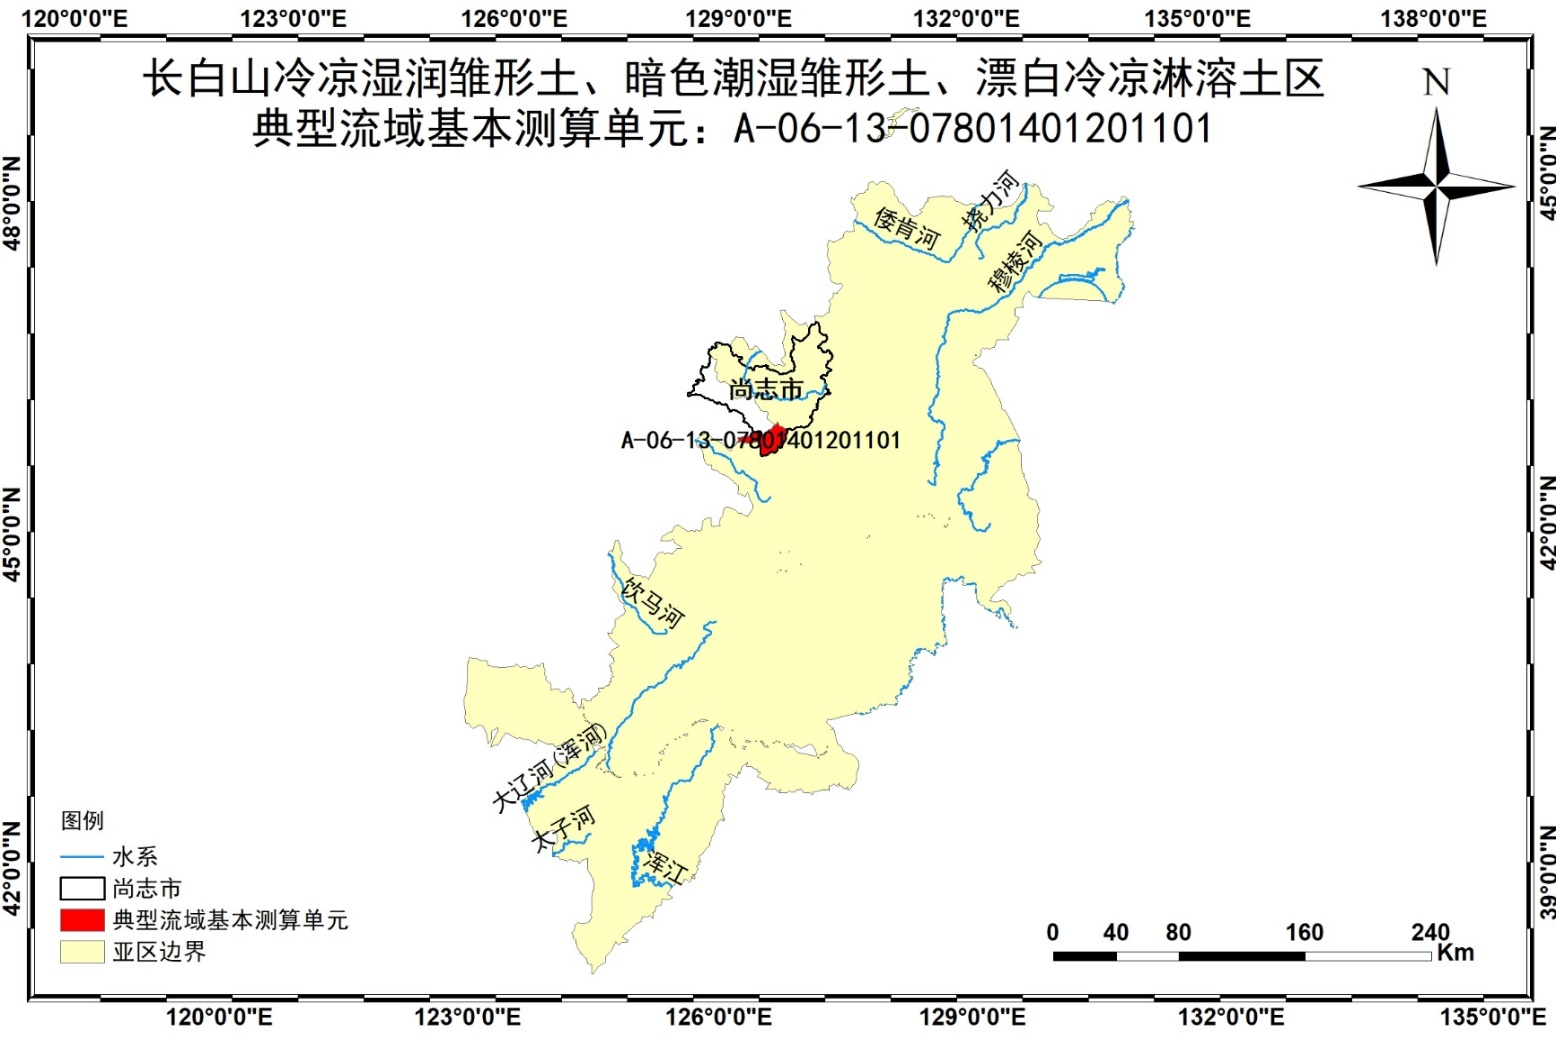 120°0'0"E 123°0'0"E 126°0'0"E 129°0'0"E 132°0'0"E 135°0'0"E 138°0'0"E
长白山冷凉湿润雏形土、暗色潮湿雏形土、漂白冷凉淋溶土区
典型流域基本测算单元：A-06-13-07801401201101
N
48°0'0"N
45°0'0"N
挠力河
倭肯河
穆棱河
尚志市
A-06-13-07801401201101
45°0'0"N
42°0'0"N
饮马河
大辽河(浑河)
太子河
浑江
42°0'0"N
39°0'0"N
图例
水系
尚志市
典型流域基本测算单元
亚区边界
0 40 80 160 240
Km
120°0'0"E 123°0'0"E 126°0'0"E 129°0'0"E 132°0'0"E 135°0'0"E